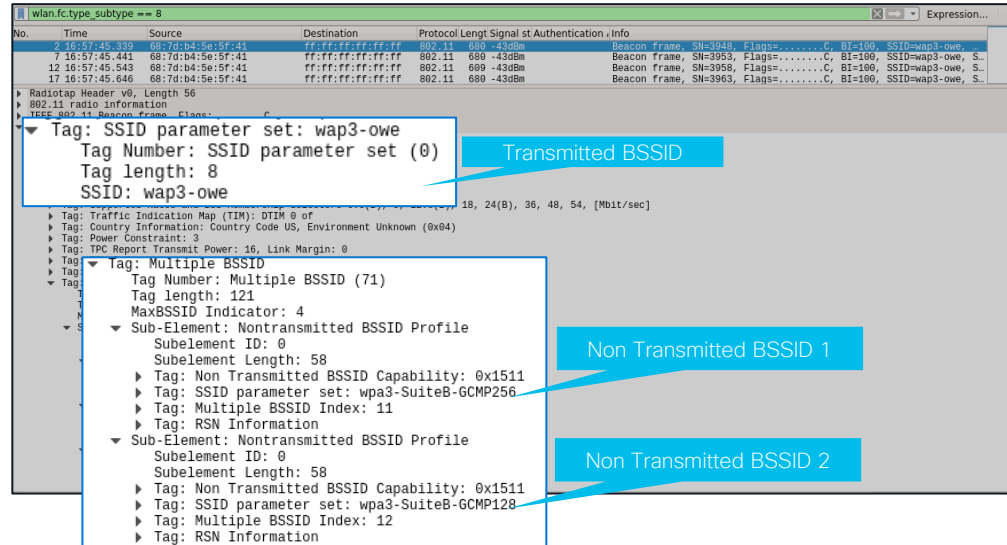 wlan.fc.type_subtype == 8
Expression...
No. Time Source Destination Protocol Lengt Signal st Authentication Info
2 16:57:45.339 68:7d:b4:5e:5f:41 ff:ff:ff:ff:ff:ff 802.11 680 -43dBm Beacon frame, SN=3948, Flags=........C, BI=100, SSID=wap3-owe, …
7 16:57:45.441 68:7d:b4:5e:5f:41 ff:ff:ff:ff:ff:ff 802.11 680 -43dBm Beacon frame, SN=3953, Flags=........C, BI=100, SSID=wap3-owe, S…
12 16:57:45.543 68:7d:b4:5e:5f:41 ff:ff:ff:ff:ff:ff 802.11 609 -43dBm Beacon frame, SN=3958, Flags=........C, BI=100, SSID=wap3-owe, S…
17 16:57:45.646 68:7d:b4:5e:5f:41 ff:ff:ff:ff:ff:ff 802.11 680 -43dBm Beacon frame, SN=3963, Flags=........C, BI=100, SSID=wap3-owe, S…
Radiotap Header v0, Length 56
802.11 radio information
Tag: SSID parameter set: wap3-owe
Tag Number: SSID parameter set (0)
Tag length: 8
SSID: wap3-owe
Transmitted BSSID
18, 24(B), 36, 48, 54, [Mbit/sec]
Tag: Traffic Indication Map (TIM): DTIM 0 of
Tag: Country Information: Country Code US, Environment Unknown (0x04)
Tag: Power Constraint: 3
Tag: TPC Report Transmit Power: 16, Link Margin: 0
Tag:
Tag:
Tag:
Tag: Multiple BSSID
Tag Number: Multiple BSSID (71)
Tag length: 121
MaxBSSID Indicator: 4
Sub-Element: Nontransmitted BSSID Profile
Subelement ID: 0
Subelement Length: 58
Tag: Non Transmitted BSSID Capability: 0x1511
Tag: SSID parameter set: wpa3-SuiteB-GCMP256
Tag: Multiple BSSID Index: 11
Tag: RSN Information
Non Transmitted BSSID 1
Sub-Element: Nontransmitted BSSID Profile
Subelement ID: 0
Subelement Length: 58
Tag: Non Transmitted BSSID Capability: 0x1511
Tag: SSID parameter set: wpa3-SuiteB-GCMP128
Tag: Multiple BSSID Index: 12
Tag: RSN Information
Non Transmitted BSSID 2